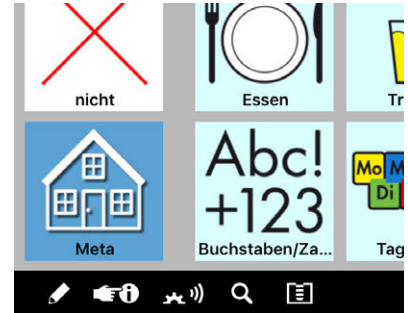 nicht
Essen
Tr
Abc!
+123
Mo M
Di
Meta
Buchstaben/Za...
Tag